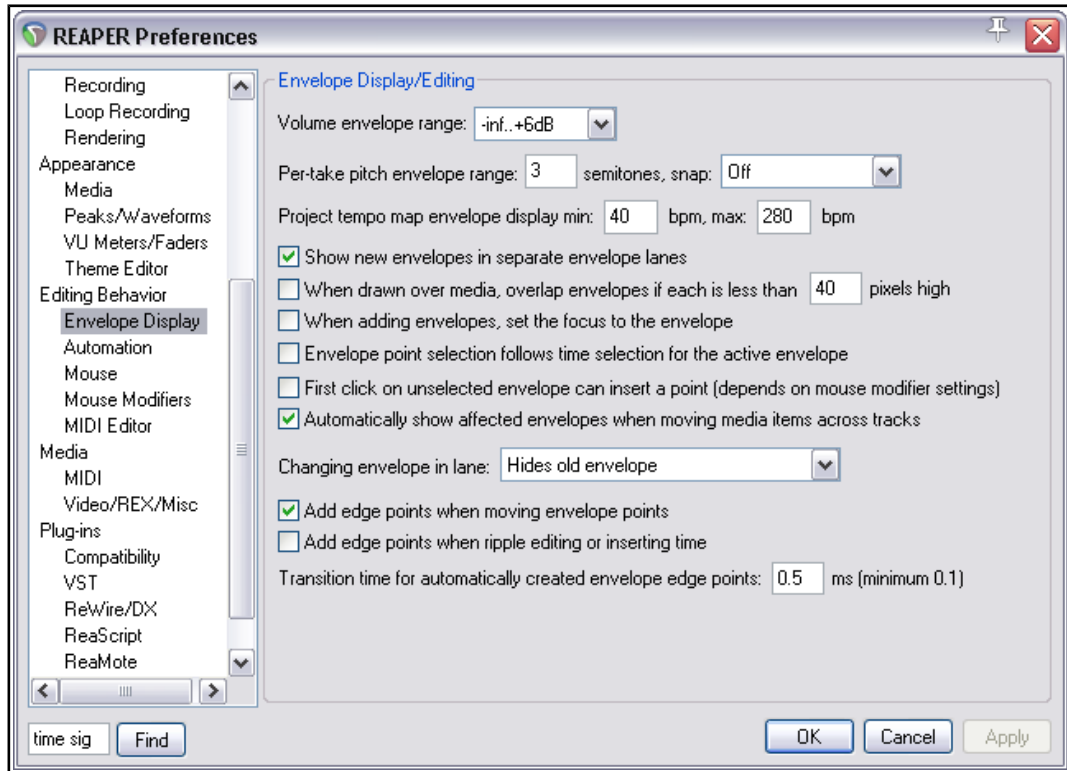 REAPER Preferences
Recording
Loop Recording
Rendering
Appearance
Media
Peaks/Waveforms
VU Meters/Faders
Theme Editor
Editing Behavior
Envelope Display
Automation
Mouse
Mouse Modifiers
MIDI Editor
Media
MIDI
Video/REX/Misc
Plug-ins
Compatibility
VST
ReWire/DX
ReaScript
ReaMote
time sig Find
Envelope Display/Editing
Volume envelope range: -inf..+6dB
Per-take pitch envelope range: 3 semitones, snap: Off
Project tempo map envelope display min: 40 bpm, max: 280 bpm
Show new envelopes in separate envelope lanes
When drawn over media, overlap envelopes if each is less than 40 pixels high
When adding envelopes, set the focus to the envelope
Envelope point selection follows time selection for the active envelope
First click on unselected envelope can insert a point (depends on mouse modifier settings)
Automatically show affected envelopes when moving media items across tracks
Changing envelope in lane: Hides old envelope
Add edge points when moving envelope points
Add edge points when ripple editing or inserting time
Transition time for automatically created envelope edge points: 0.5 ms (minimum 0.1)
OK Cancel Apply